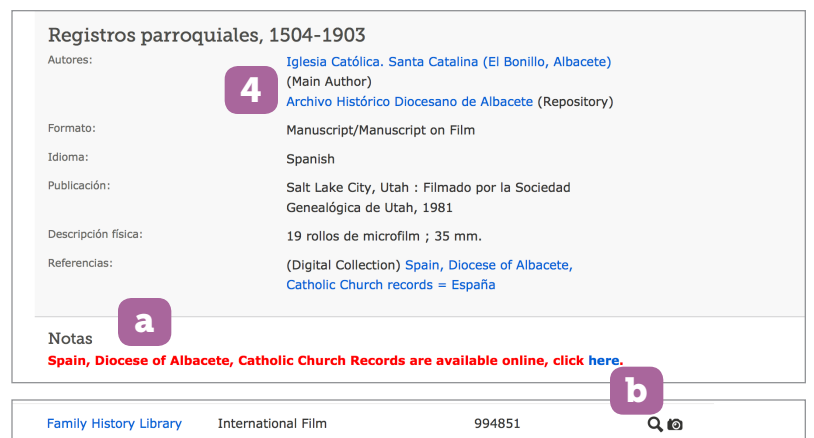 Registros parroquiales, 1504-1903
Autores:
Iglesia Católica. Santa Catalina (El Bonillo, Albacete)
(Main Author)
4
Archivo Histórico Diocesano de Albacete (Repository)
Formato:
Manuscript/Manuscript on Film
Idioma:
Spanish
Publicación:
Salt Lake City, Utah : Filmado por la Sociedad
Genealógica de Utah, 1981
Descripción física:
19 rollos de microfilm ; 35 mm.
Referencias:
(Digital Collection) Spain, Diocese of Albacete,
Catholic Church records = España
a
Notas
Spain, Diocese of Albacete, Catholic Church Records are available online, click here.
b
Family History Library International Film 994851